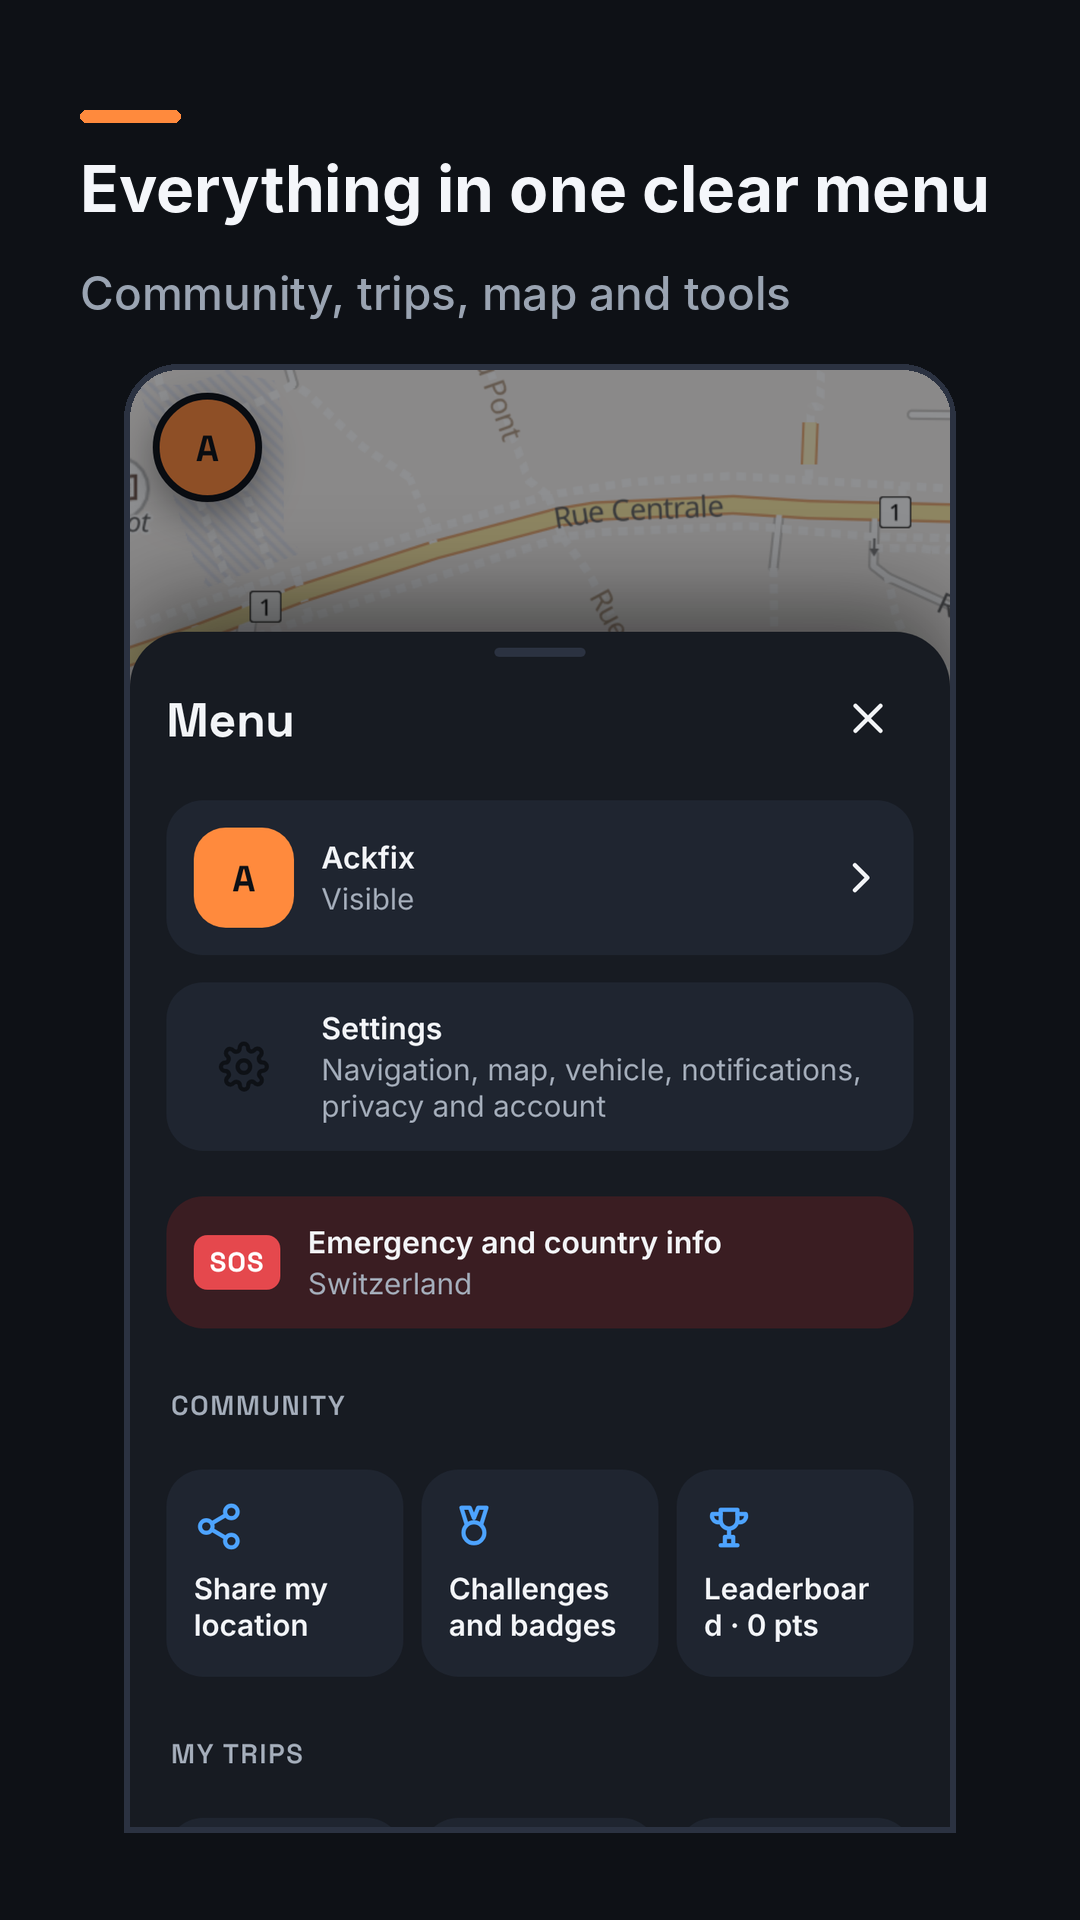 Everything in one clear menu
Community, trips, map and tools
A
Pont
ot
Rue Centrale
1
1
Rue
R
Menu
A
Ackfix
Visible
Settings
Navigation, map, vehicle, notifications,
privacy and account
SOS
Emergency and country info
Switzerland
COMMUNITY
Share my
location
Challenges
and badges
Leaderboar
d · 0 pts
MY TRIPS